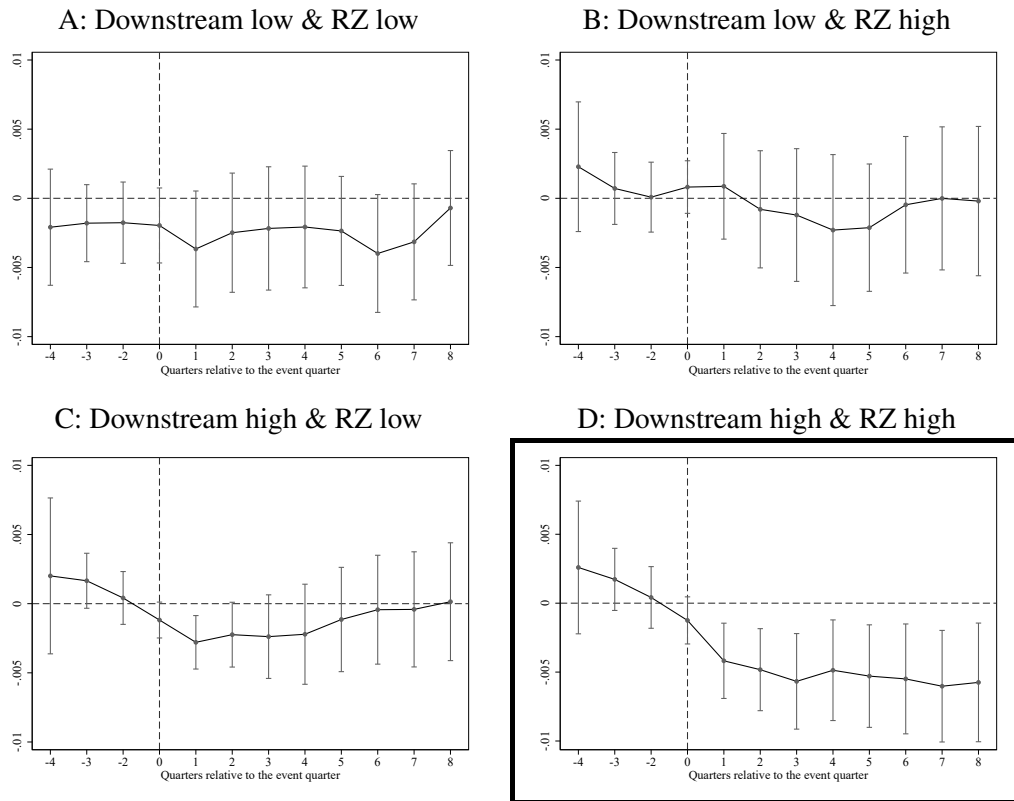 A: Downstream low & RZ low
.01
.005
0
-.005
-.01
-4 -3 -2 0 1 2 3 4 5 6 7 8
Quarters relative to the event quarter
B: Downstream low & RZ high
.01
.005
0
-.005
-.01
-4 -3 -2 0 1 2 3 4 5 6 7 8
Quarters relative to the event quarter
C: Downstream high & RZ low
.01
.005
0
-.005
-.01
-4 -3 -2 0 1 2 3 4 5 6 7 8
Quarters relative to the event quarter
D: Downstream high & RZ high
.01
.005
0
-.005
-.01
-4 -3 -2 0 1 2 3 4 5 6 7 8
Quarters relative to the event quarter